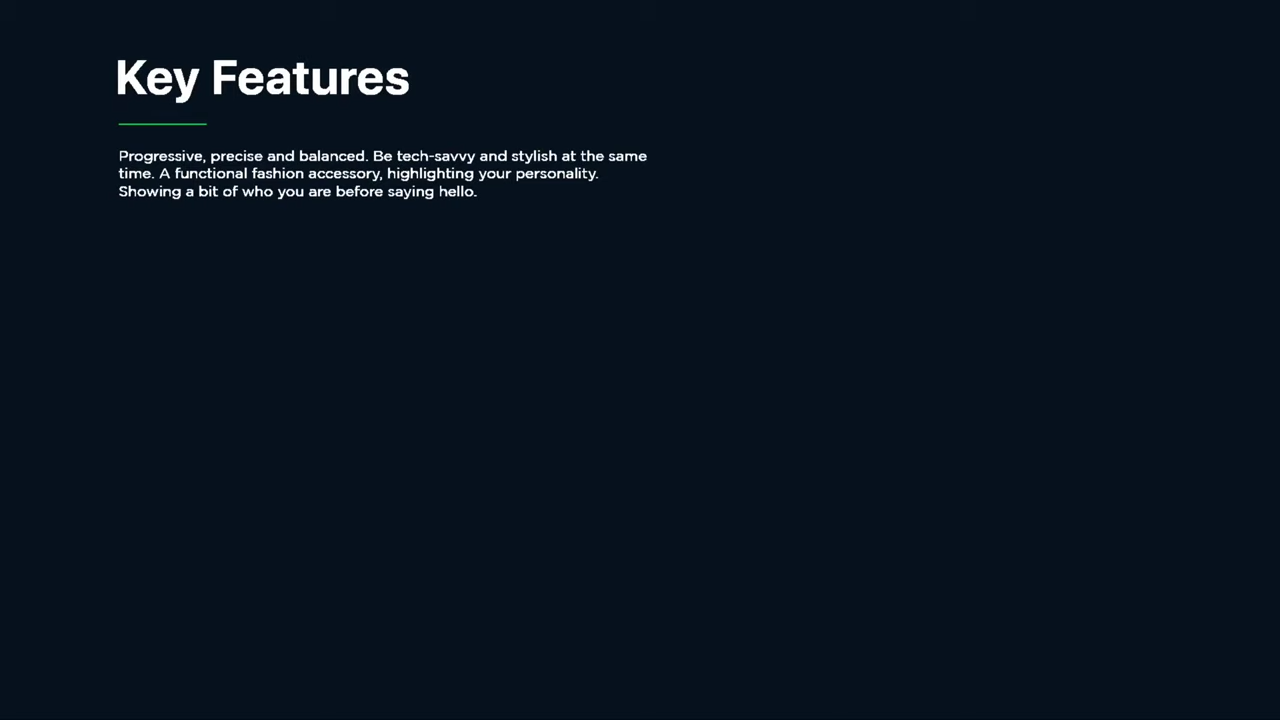 Key Features
Progressive, precise and balanced. Be tech-savvy and stylish at the same
time. A functional fashion accessory, highlighting your personality.
Showing a bit of who you are before saying hello.